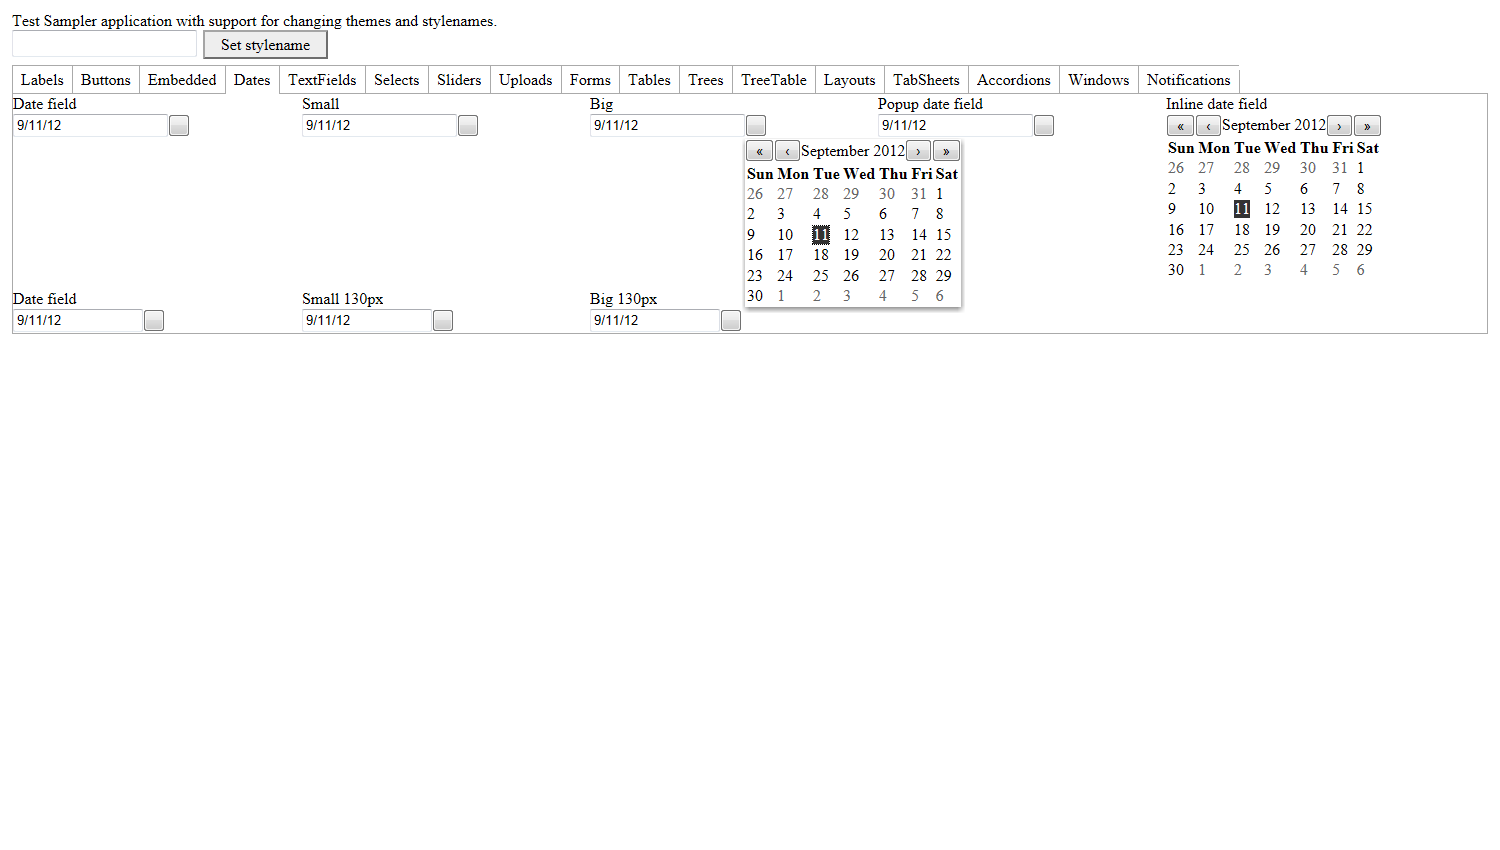 Test Sampler application with support for changing themes and stylenames.
Set stylename
Labels Buttons Embedded Dates TextFields Selects Sliders Uploads Forms Tables Trees TreeTable Layouts TabSheets Accordions Windows Notifications
Date field Small Big Popup date field Inline date field
9/11/12 9/11/12 9/11/12 9/11/12
« ‹ September 2012 › »
Sun Mon Tue Wed Thu Fri Sat
26 27 28 29 30 31 1
2 3 4 5 6 7 8
9 10 11 12 13 14 15
16 17 18 19 20 21 22
23 24 25 26 27 28 29
30 1 2 3 4 5 6
« ‹ September 2012 › »
Sun Mon Tue Wed Thu Fri Sat
26 27 28 29 30 31 1
2 3 4 5 6 7 8
9 10 11 12 13 14 15
16 17 18 19 20 21 22
23 24 25 26 27 28 29
30 1 2 3 4 5 6
Date field Small 130px Big 130px
9/11/12 9/11/12 9/11/12